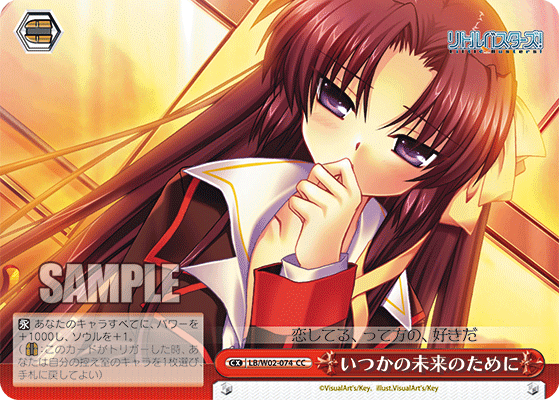 リトルバスターズ!
Little Busters!
SAMPLE
永 あなたのキャラすべてに、パワーを
+1000し、ソウルを+1。
( :このカードがトリガーした時、あ
なたは自分の控え室のキャラを1枚選び
手札に戻してよい)
恋してる、って方の、好きだ
GX LB/W02-074 CC
いつかの未来のために
©VisualArt's/Key. illust.VisualArt's/Key